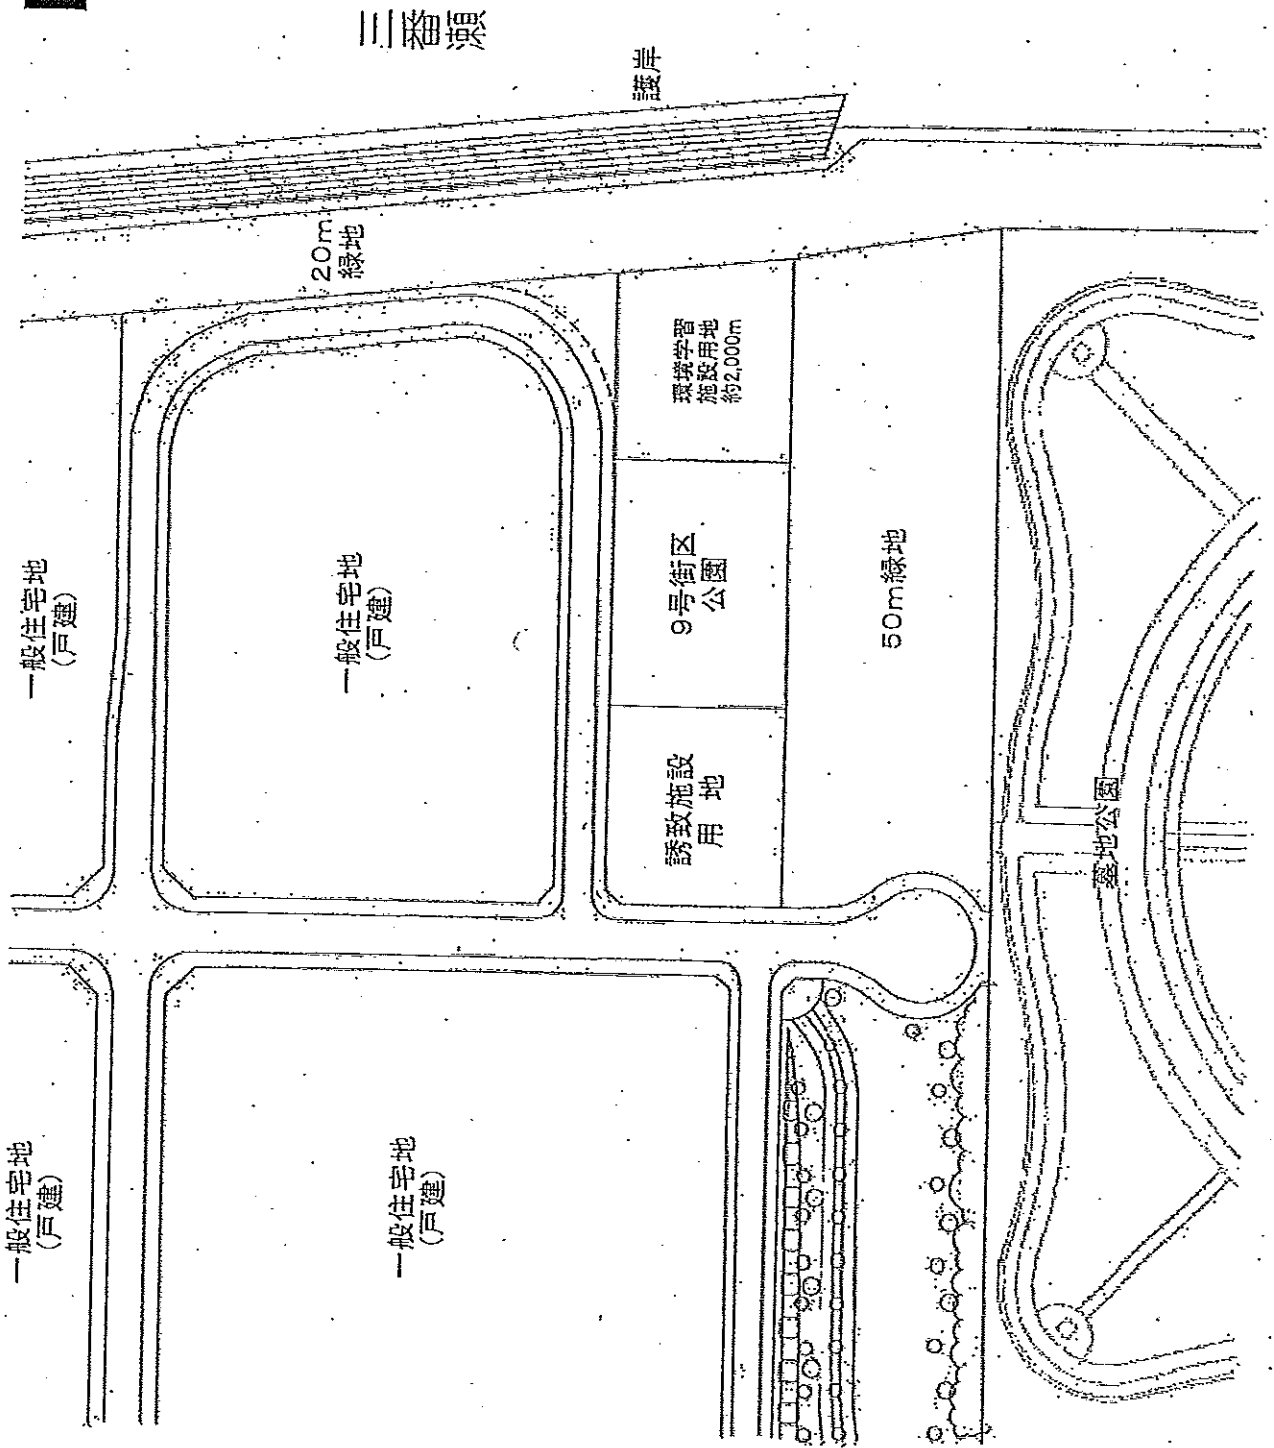 三番瀬
護岸
20m
緑地
環境学習
施設用地
約2,000m
一般住宅地
(戸建)
一般住宅地
(戸建)
9号街区
公園
50m緑地
誘致施設
用 地
墓地公園
一般住宅地
(戸建)
一般住宅地
(戸建)